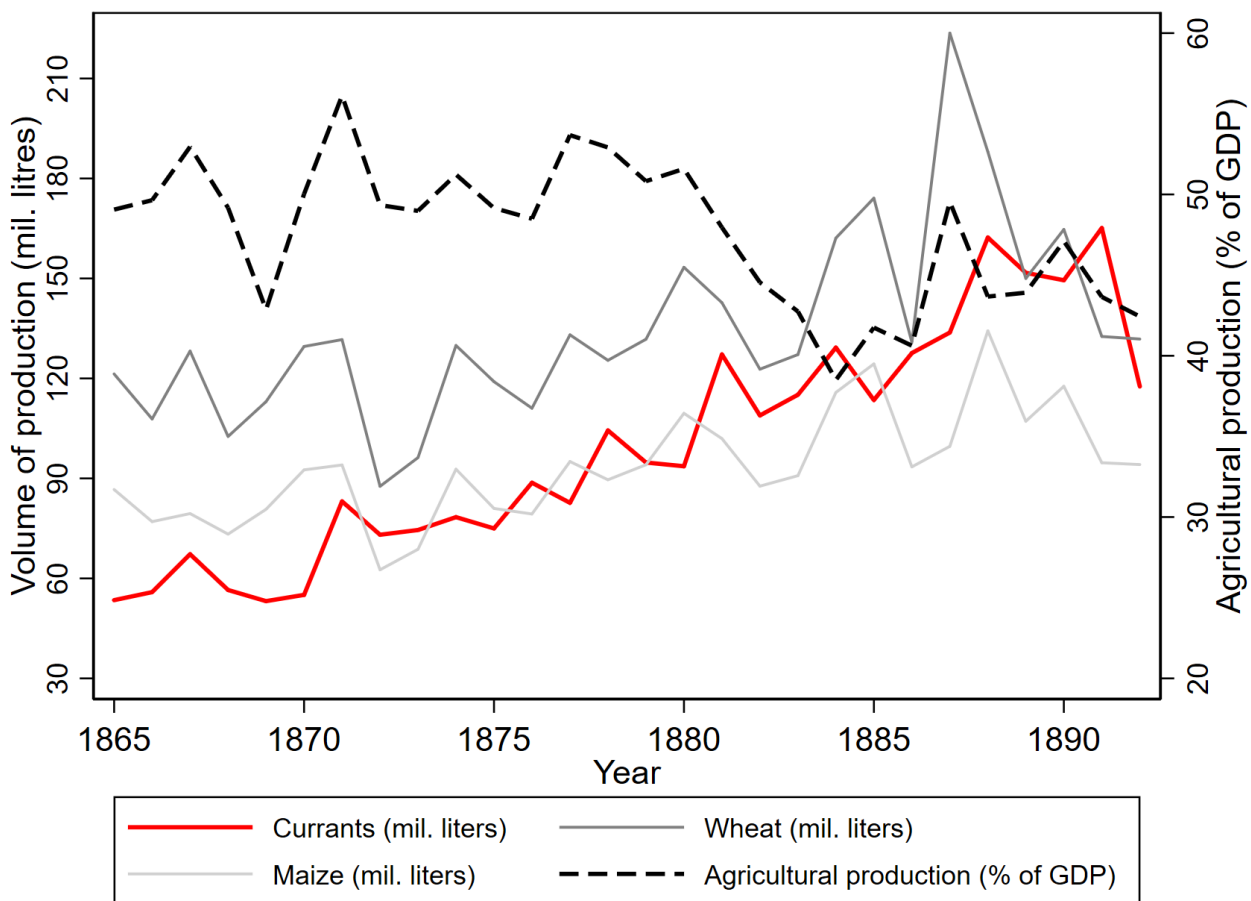 Volume of production (mil. litres)
210
180
150
120
90
60
30
60
50
40
30
20
Agricultural production (% of GDP)
1865 1870 1875 1880 1885 1890
Year
Currants (mil. liters) Wheat (mil. liters)
Maize (mil. liters) Agricultural production (% of GDP)